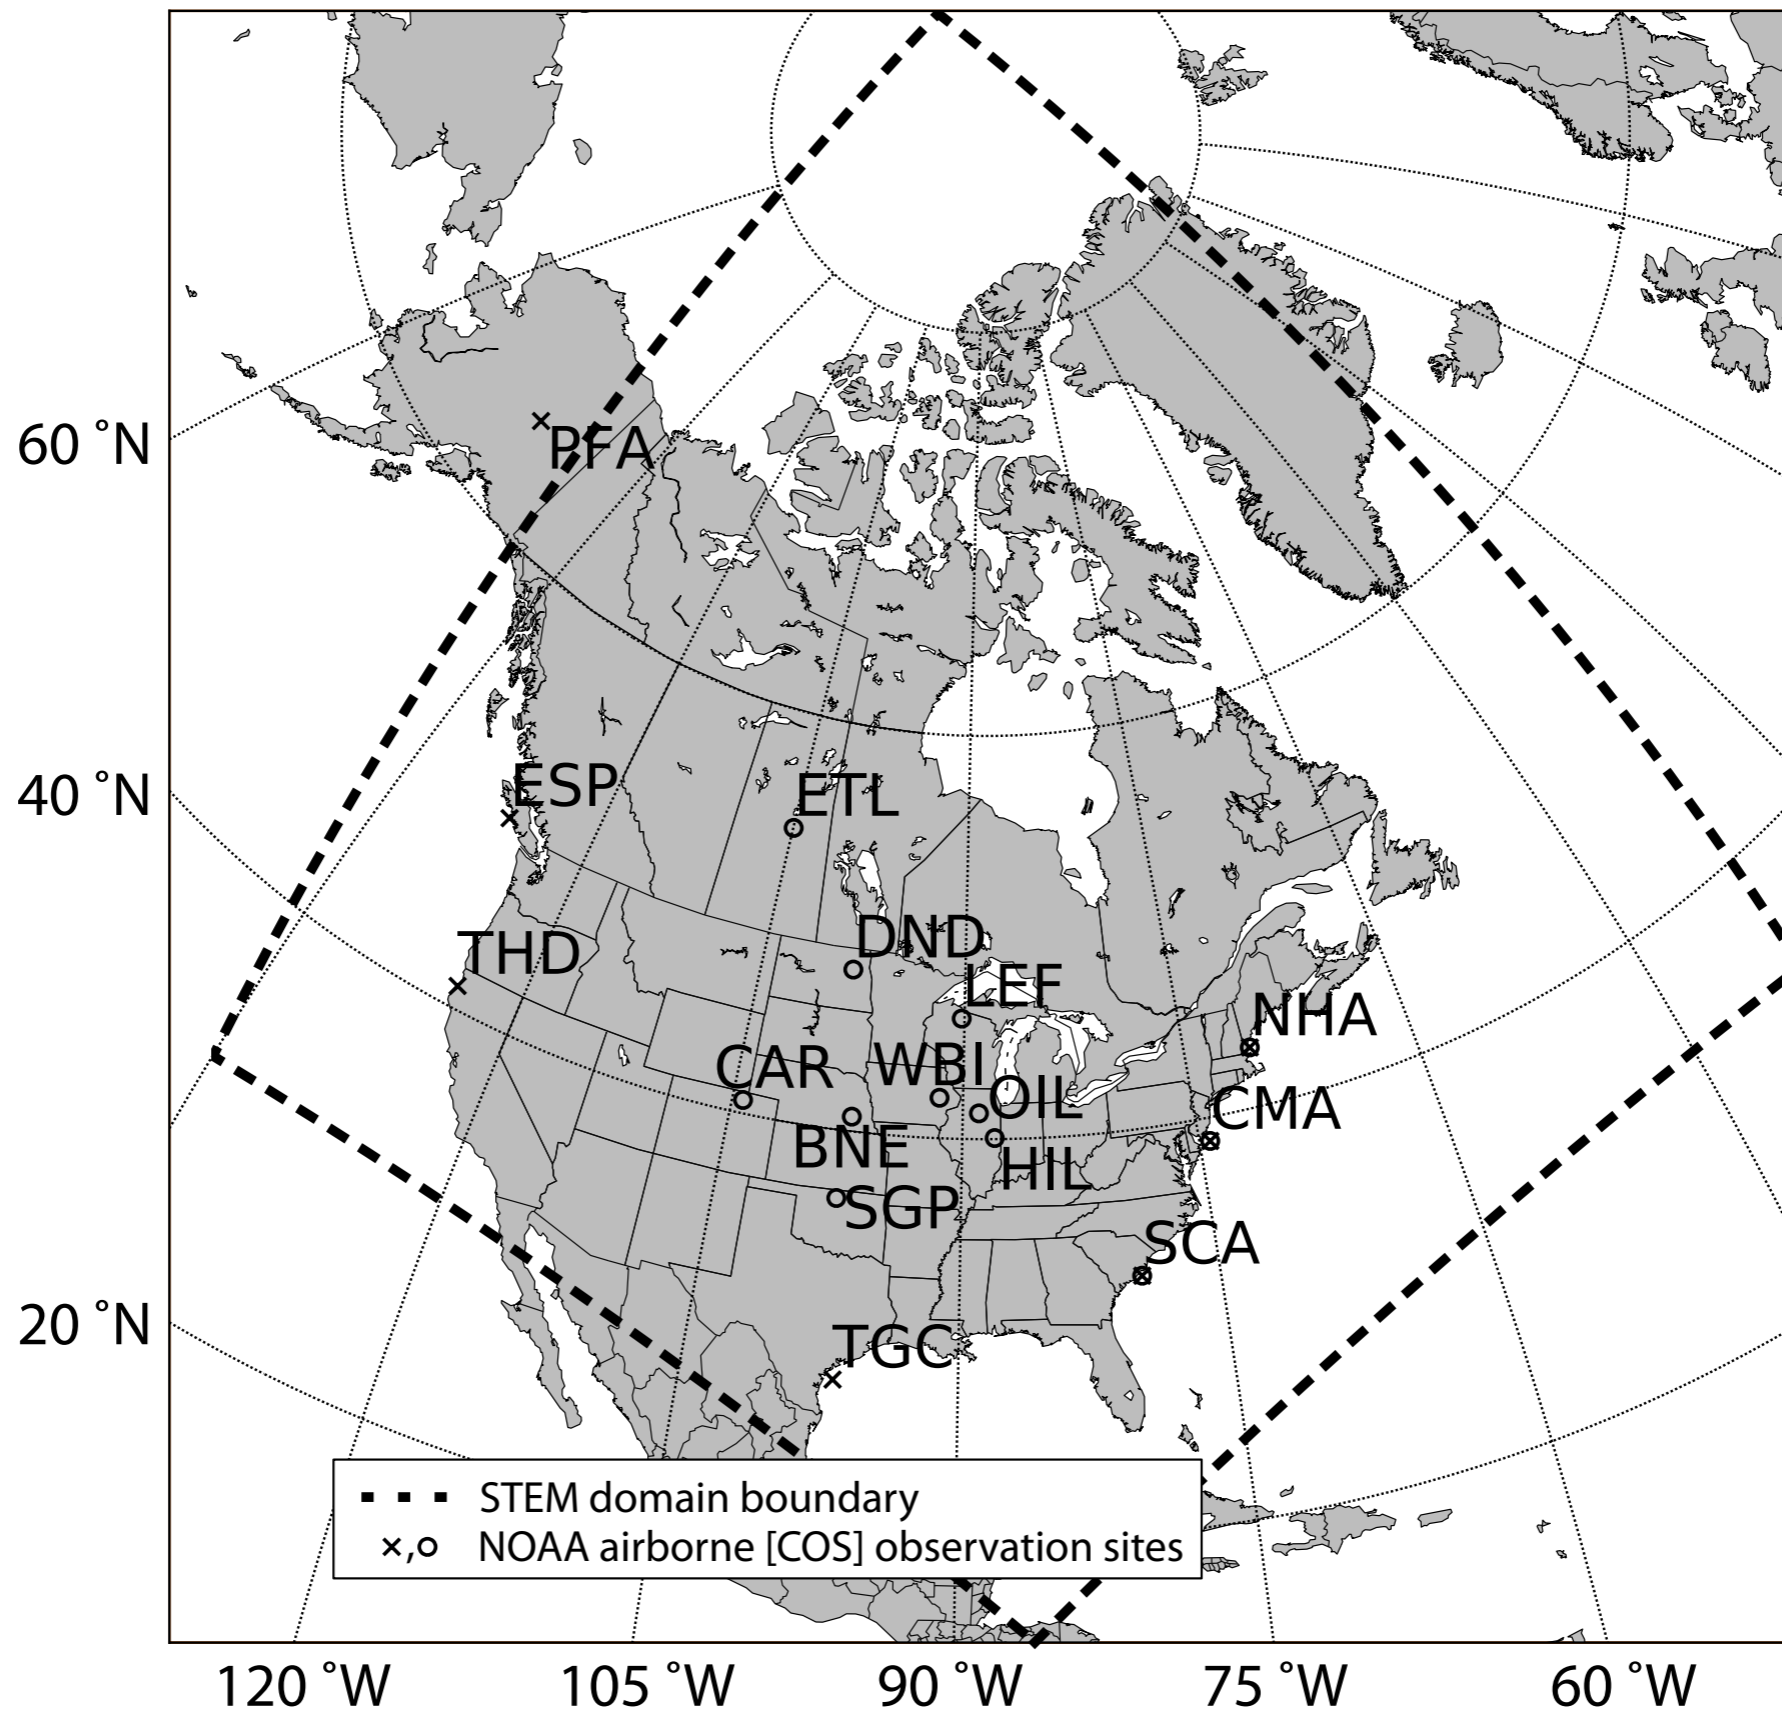 PFA
60 °N
ESP
ETL
40 °N
DND
THD
LEF
NHA
CAR
WBI
OIL
CMA
BNE
HIL
SGP
SCA
20 °N
TGC
STEM domain boundary
×,o NOAA airborne [COS] observation sites
120 °W 105 °W 90 °W 75 °W 60 °W